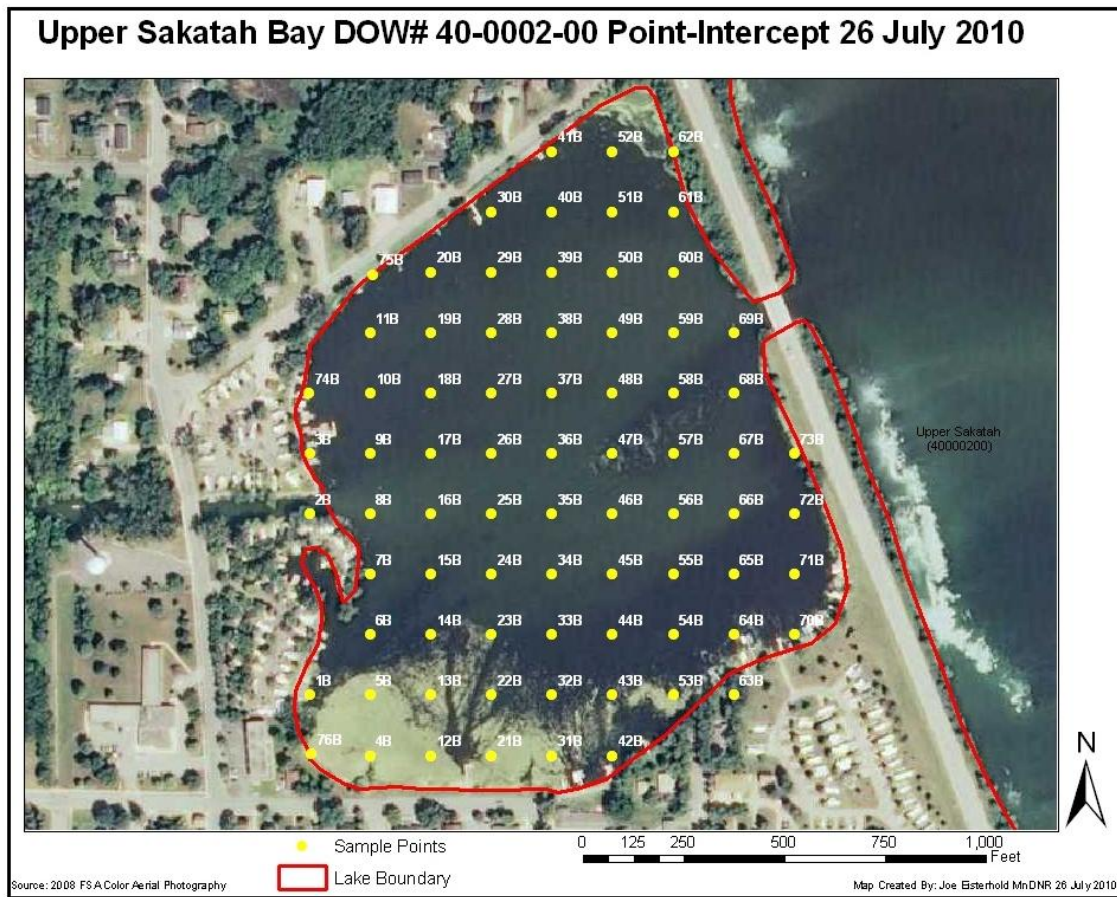 Upper Sakatah Bay DOW# 40-0002-00 Point-Intercept 26 July 2010
41B 52B 62B
30B 40B 51B 61B
75B 20B 29B 39B 50B 60B
11B 19B 28B 38B 49B 59B 69B
74B 10B 18B 27B 37B 48B 58B 68B
3B 9B 17B 26B 36B 47B 57B 67B 73B
Upper Sakatah
(40000200)
2B 8B 16B 25B 35B 46B 56B 66B 72B
7B 15B 24B 34B 45B 55B 65B 71B
6B 14B 23B 33B 44B 54B 64B 70B
1B 5B 13B 22B 32B 43B 53B 63B
76B 4B 12B 21B 31B 42B
N
Sample Points
Lake Boundary
0 125 250 500 750 1,000
Feet
Source: 2008 FSA Color Aerial Photography
Map Created By: Joe Eisterhold MnDNR 26 July 2010